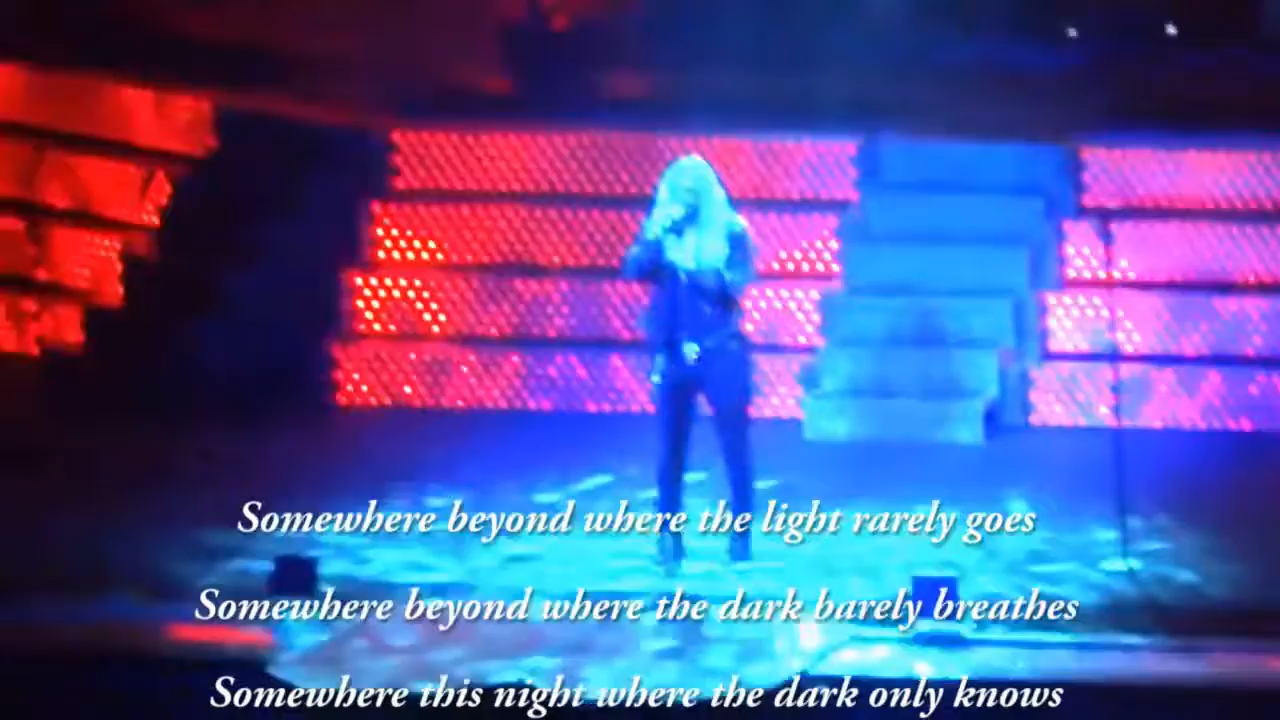 Somewhere beyond where the light rarely goes
Somewhere beyond where the dark barely breathes
Somewhere this night where the dark only knows